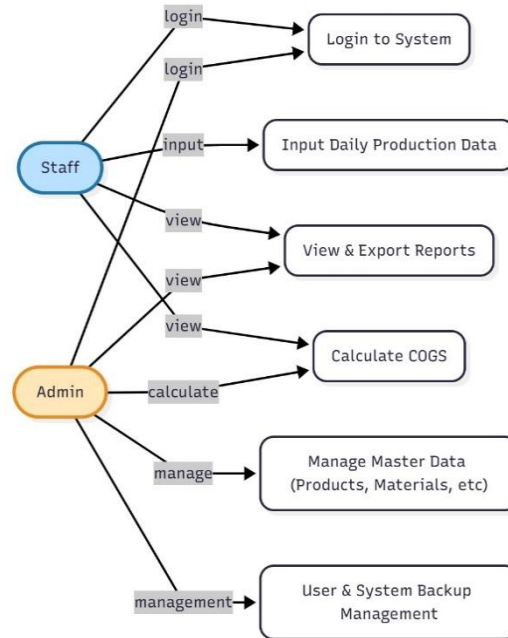 login
Login to System
login
input
Input Daily Production Data
Staff
view
View & Export Reports
view
view
Calculate COGS
Admin
calculate
manage
Manage Master Data
(Products, Materials, etc)
management
User & System Backup
Management